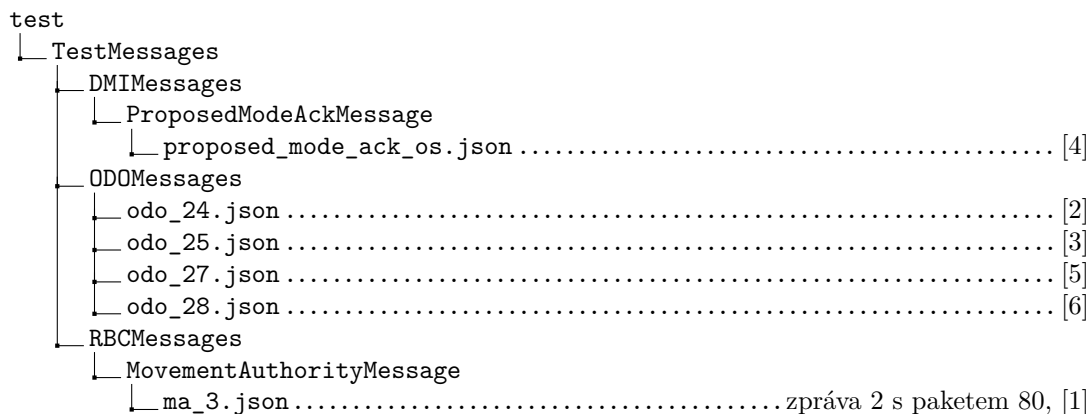 test
TestMessages
DMIMessages
ProposedModeAckMessage
proposed_mode_ack_os.json ........................................................ [4]
ODOMessages
odo_24.json ........................................................ [2]
odo_25.json ........................................................ [3]
odo_27.json ........................................................ [5]
odo_28.json ........................................................ [6]
RBCMessages
MovementAuthorityMessage
ma_3.json ........................................................ zpráva 2 s paketem 80, [1]